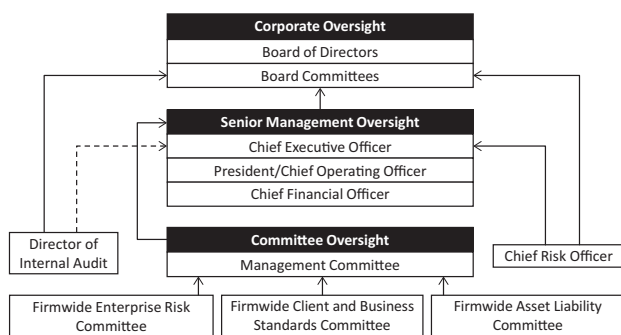 Corporate Oversight
Board of Directors
Board Committees
Senior Management Oversight
Chief Executive Officer
President/Chief Operating Officer
Chief Financial Officer
Director of
Internal Audit
Committee Oversight
Management Committee
Chief Risk Officer
Firmwide Enterprise Risk
Committee
Firmwide Client and Business
Standards Committee
Firmwide Asset Liability
Committee